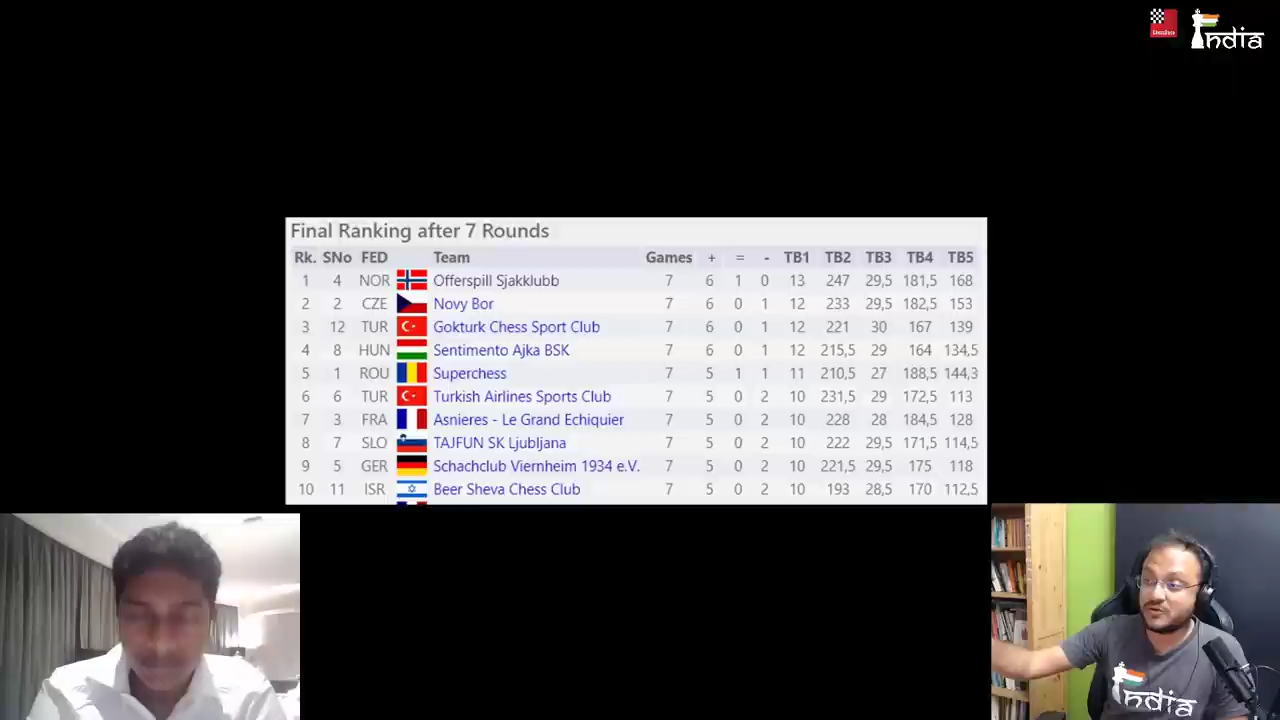 ChessBase
India
Final Ranking after 7 Rounds
Rk. SNo FED Team Games + = - TB1 TB2 TB3 TB4 TB5
1 4 NOR Offerspill Sjakklubb 7 6 1 0 13 247 29,5 181,5 168
2 2 CZE Novy Bor 7 6 0 1 12 233 29,5 182,5 153
3 12 TUR Gokturk Chess Sport Club 7 6 0 1 12 221 30 167 139
4 8 HUN Sentimento Ajka BSK 7 6 0 1 12 215,5 29 164 134,5
5 1 ROU Superchess 7 5 1 1 11 210,5 27 188,5 144,3
6 6 TUR Turkish Airlines Sports Club 7 5 0 2 10 231,5 29 172,5 113
7 3 FRA Asnieres - Le Grand Echiquier 7 5 0 2 10 228 28 184,5 128
8 7 SLO TAJFUN SK Ljubljana 7 5 0 2 10 222 29,5 171,5 114,5
9 5 GER Schachclub Viernheim 1934 e.V. 7 5 0 2 10 221,5 29,5 175 118
10 11 ISR Beer Sheva Chess Club 7 5 0 2 10 193 28,5 170 112,5
India